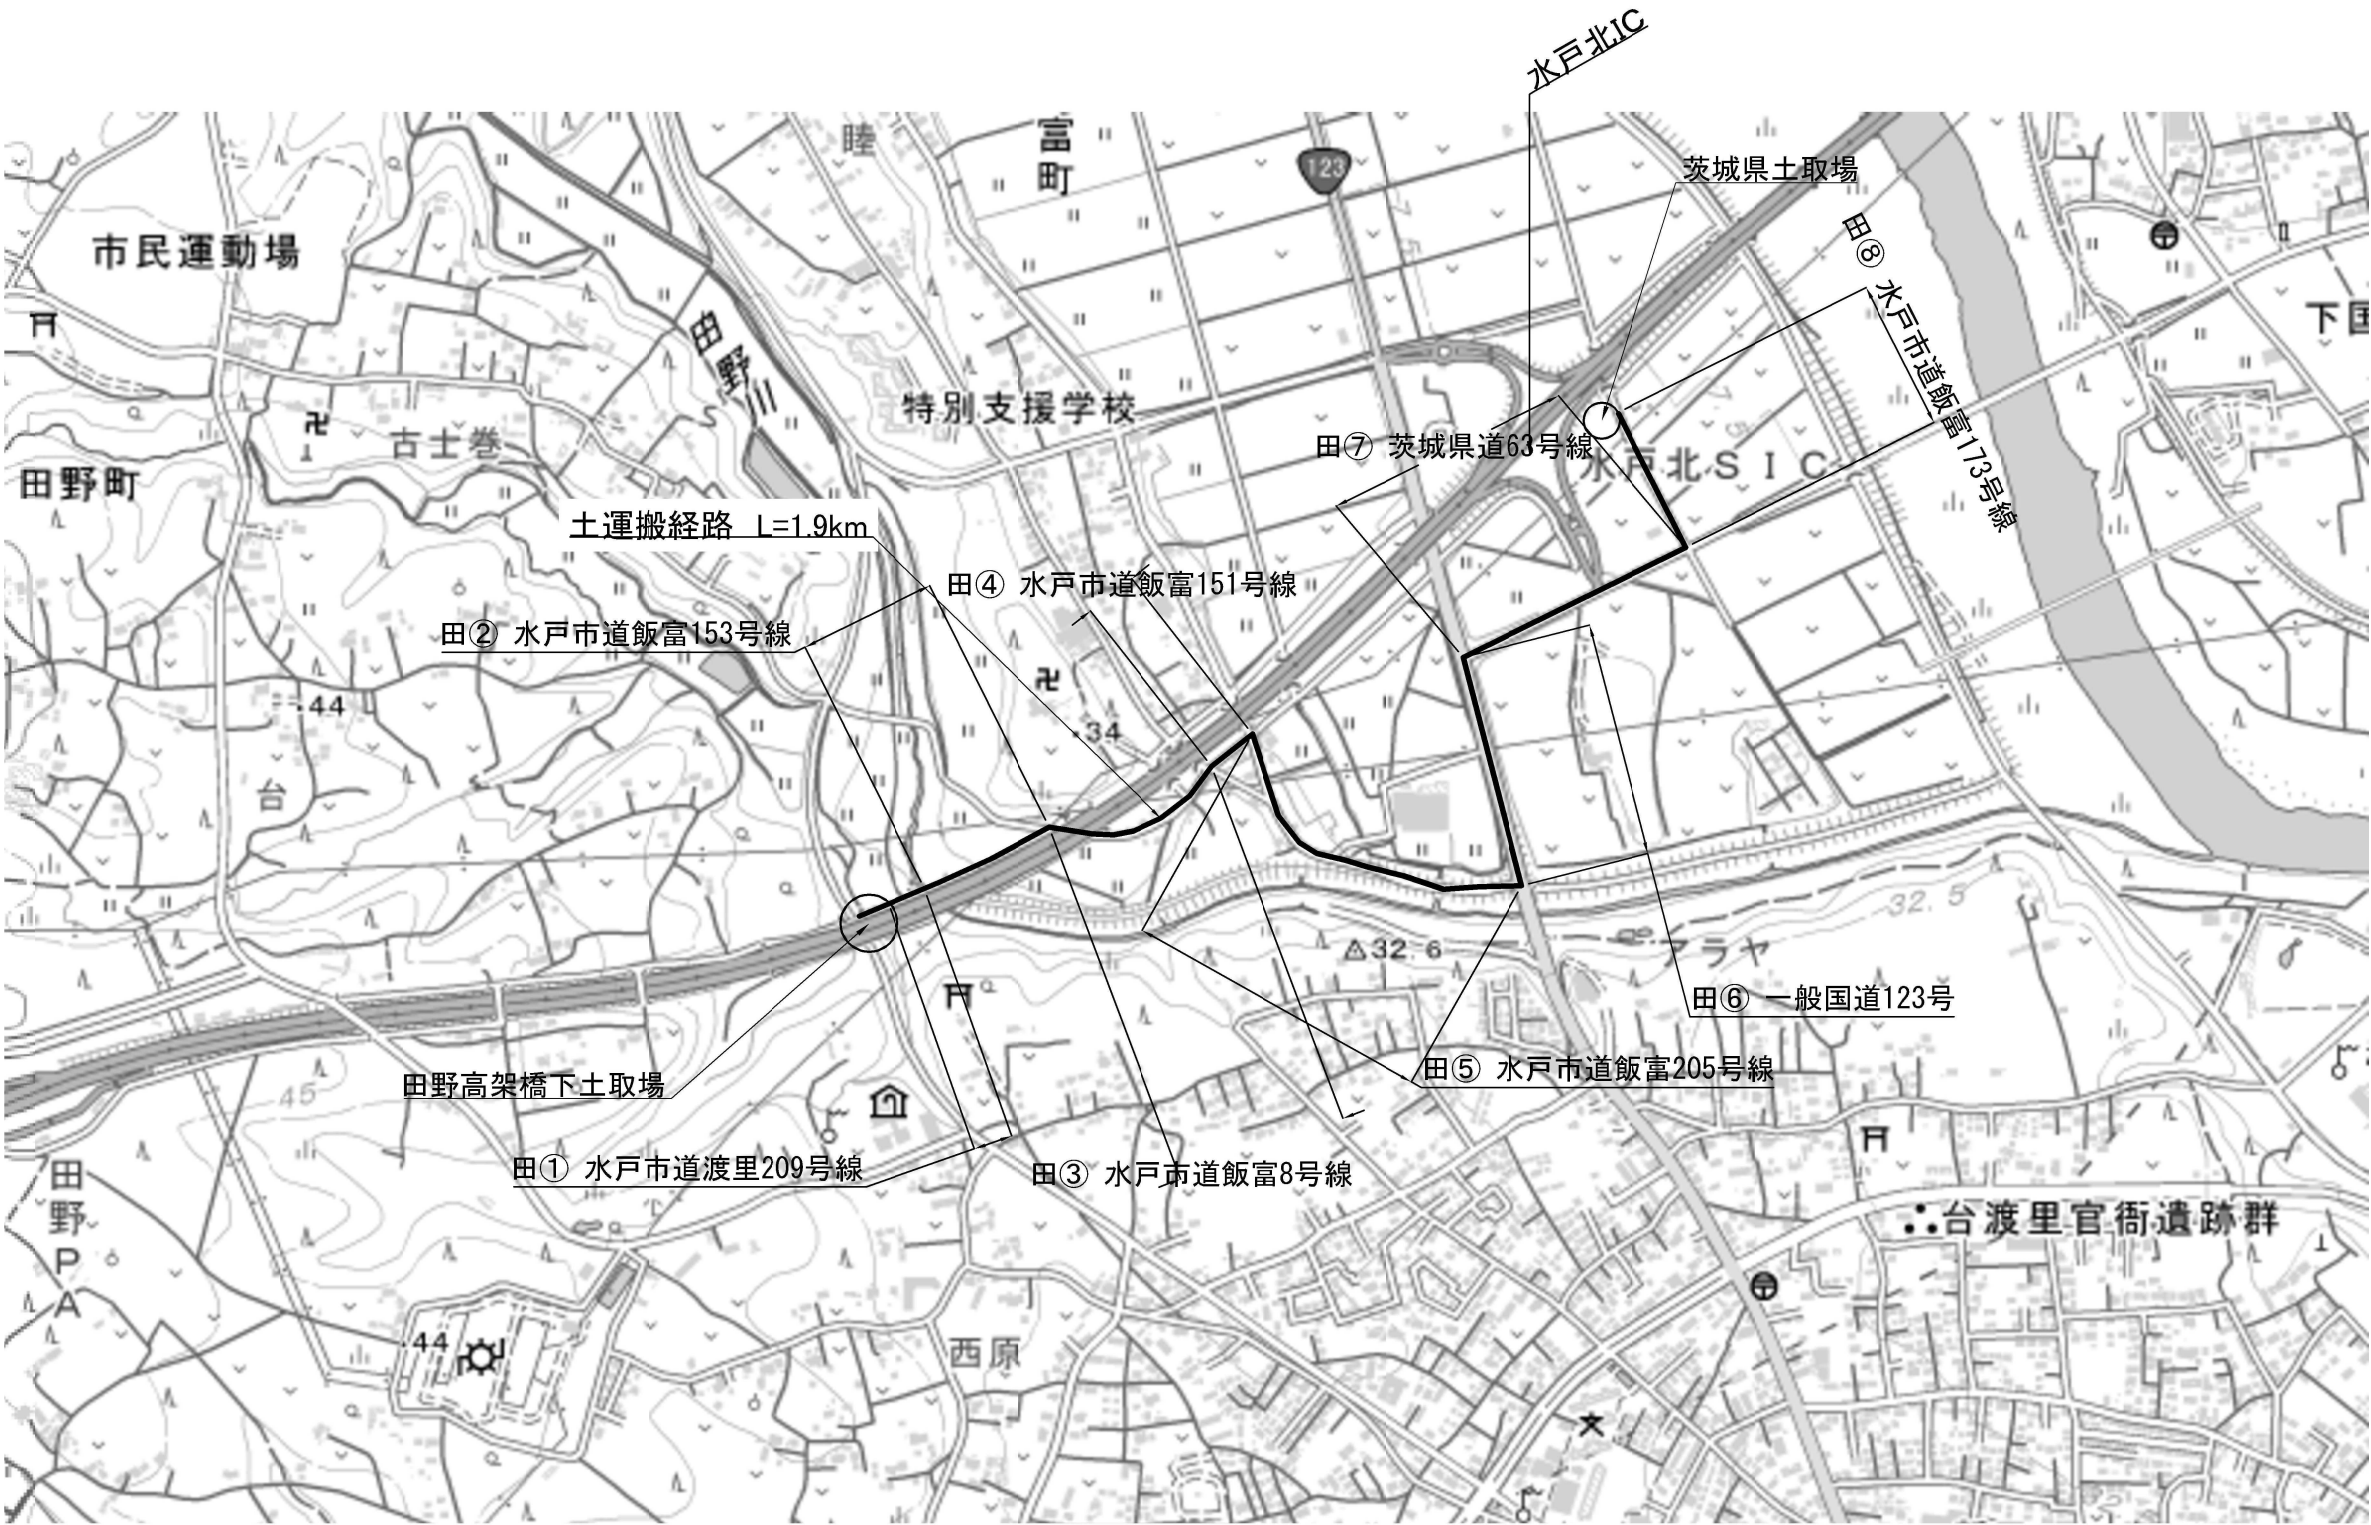 水戸北IC
茨城県土取場
睦
富町
123
市民運動場
田⑧ 水戸市道飯富173号線
田野川
下国
特別支援学校
古土巻
田野町
田⑦ 茨城県道63号線
水戸北ＳＩＣ
土運搬経路 L=1.9km
田④ 水戸市道飯富151号線
田② 水戸市道飯富153号線
44
34
台
32.5
32.6
アラヤ
田⑥ 一般国道123号
田⑤ 水戸市道飯富205号線
田野高架橋下土取場
45
田① 水戸市道渡里209号線
田③ 水戸市道飯富8号線
田野PA
台渡里官衙遺跡群
44
西原